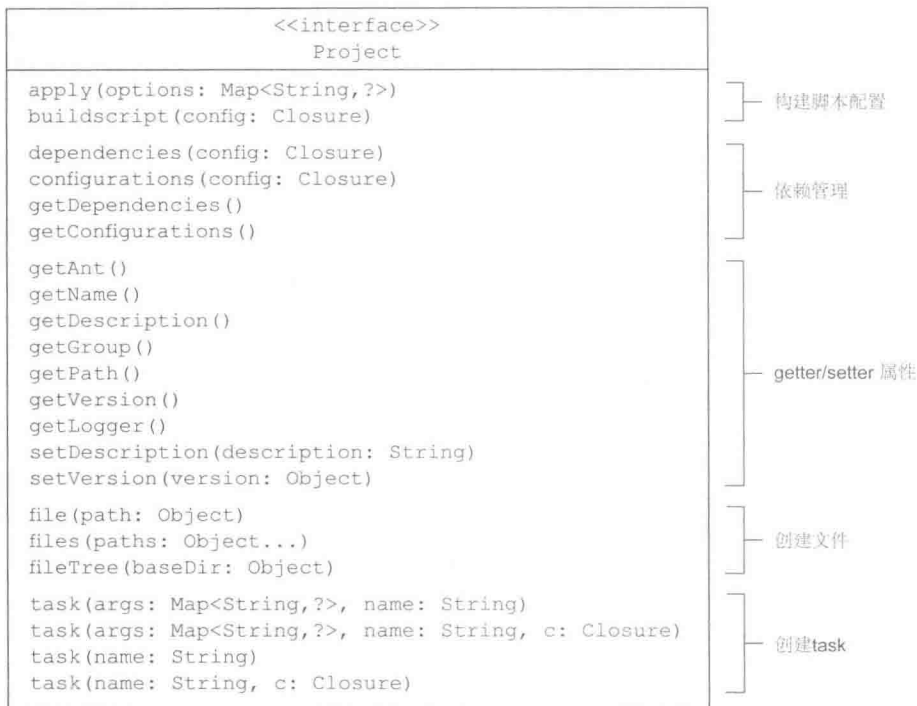 <<interface>>
Project
apply(options: Map<String,?>)
buildscript(config: Closure)
构建脚本配置
dependencies(config: Closure)
configurations(config: Closure)
getDependencies()
getConfigurations()
依赖管理
getAnt()
getName()
getDescription()
getGroup()
getPath()
getVersion()
getLogger()
setDescription(description: String)
setVersion(version: Object)
getter/setter 属性
file(path: Object)
files(paths: Object...)
fileTree(baseDir: Object)
创建文件
task(args: Map<String,?>, name: String)
task(args: Map<String,?>, name: String, c: Closure)
task(name: String)
task(name: String, c: Closure)
创建task